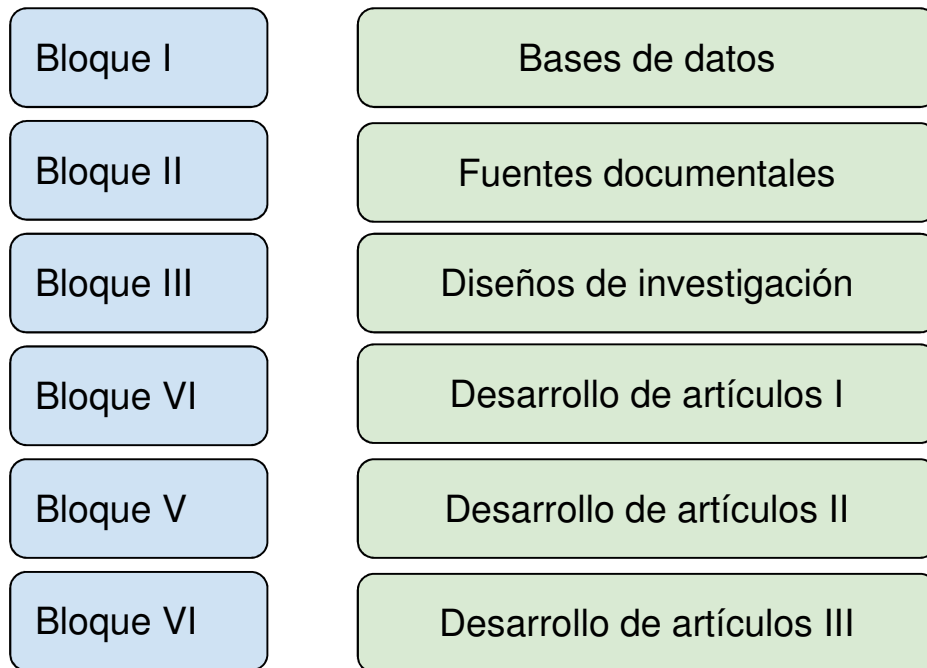 Bloque I
Bases de datos
Bloque II
Fuentes documentales
Bloque III
Diseños de investigación
Bloque VI
Desarrollo de artículos I
Bloque V
Desarrollo de artículos II
Bloque VI
Desarrollo de artículos III